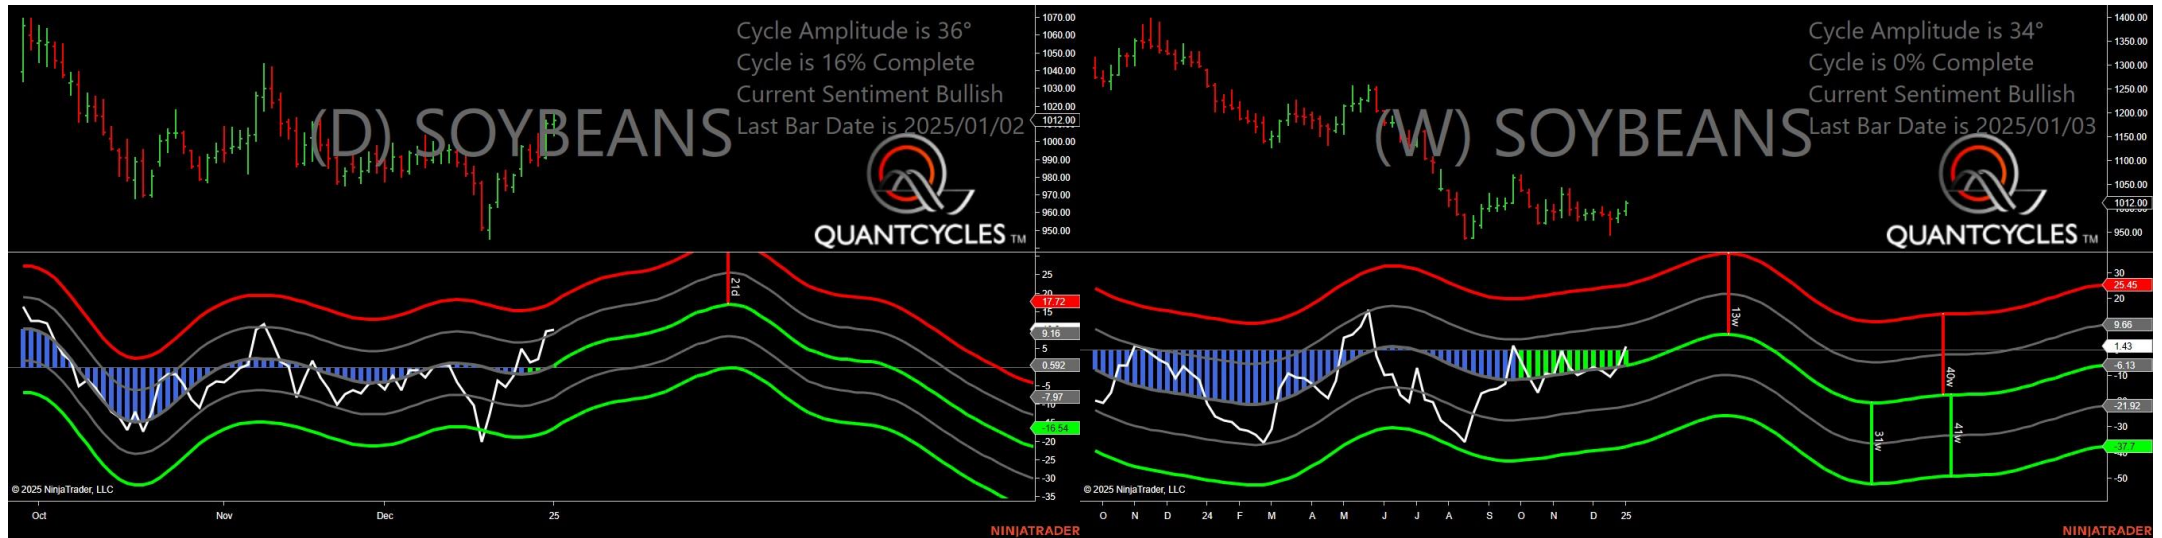 Cycle Amplitude is 36°
Cycle is 16% Complete
Current Sentiment Bullish
Last Bar Date is 2025/01/02
(D) SOYBEANS
QUANTCYCLES TM
1070.00
1060.00
1050.00
1040.00
1030.00
1020.00
1012.00
1000.00
990.00
980.00
970.00
960.00
950.00
21d
25
20
17.72
15
9.16
5
0.592
-5
-7.97
-16.54
-20
-25
-30
-35
© 2025 NinjaTrader, LLC
Oct Nov Dec 25
NINJATRADER
Cycle Amplitude is 34°
Cycle is 0% Complete
Current Sentiment Bullish
Last Bar Date is 2025/01/03
(W) SOYBEANS
QUANTCYCLES TM
1400.00
1350.00
1300.00
1250.00
1200.00
1150.00
1100.00
1050.00
1012.00
950.00
13w
40w
31w
41w
30
25.45
20
9.66
1.43
-6.13
-10
-21.92
-30
-37.7
-40
-50
© 2025 NinjaTrader, LLC
O N D 24 F M A M J J A S O N D 25
NINJATRADER